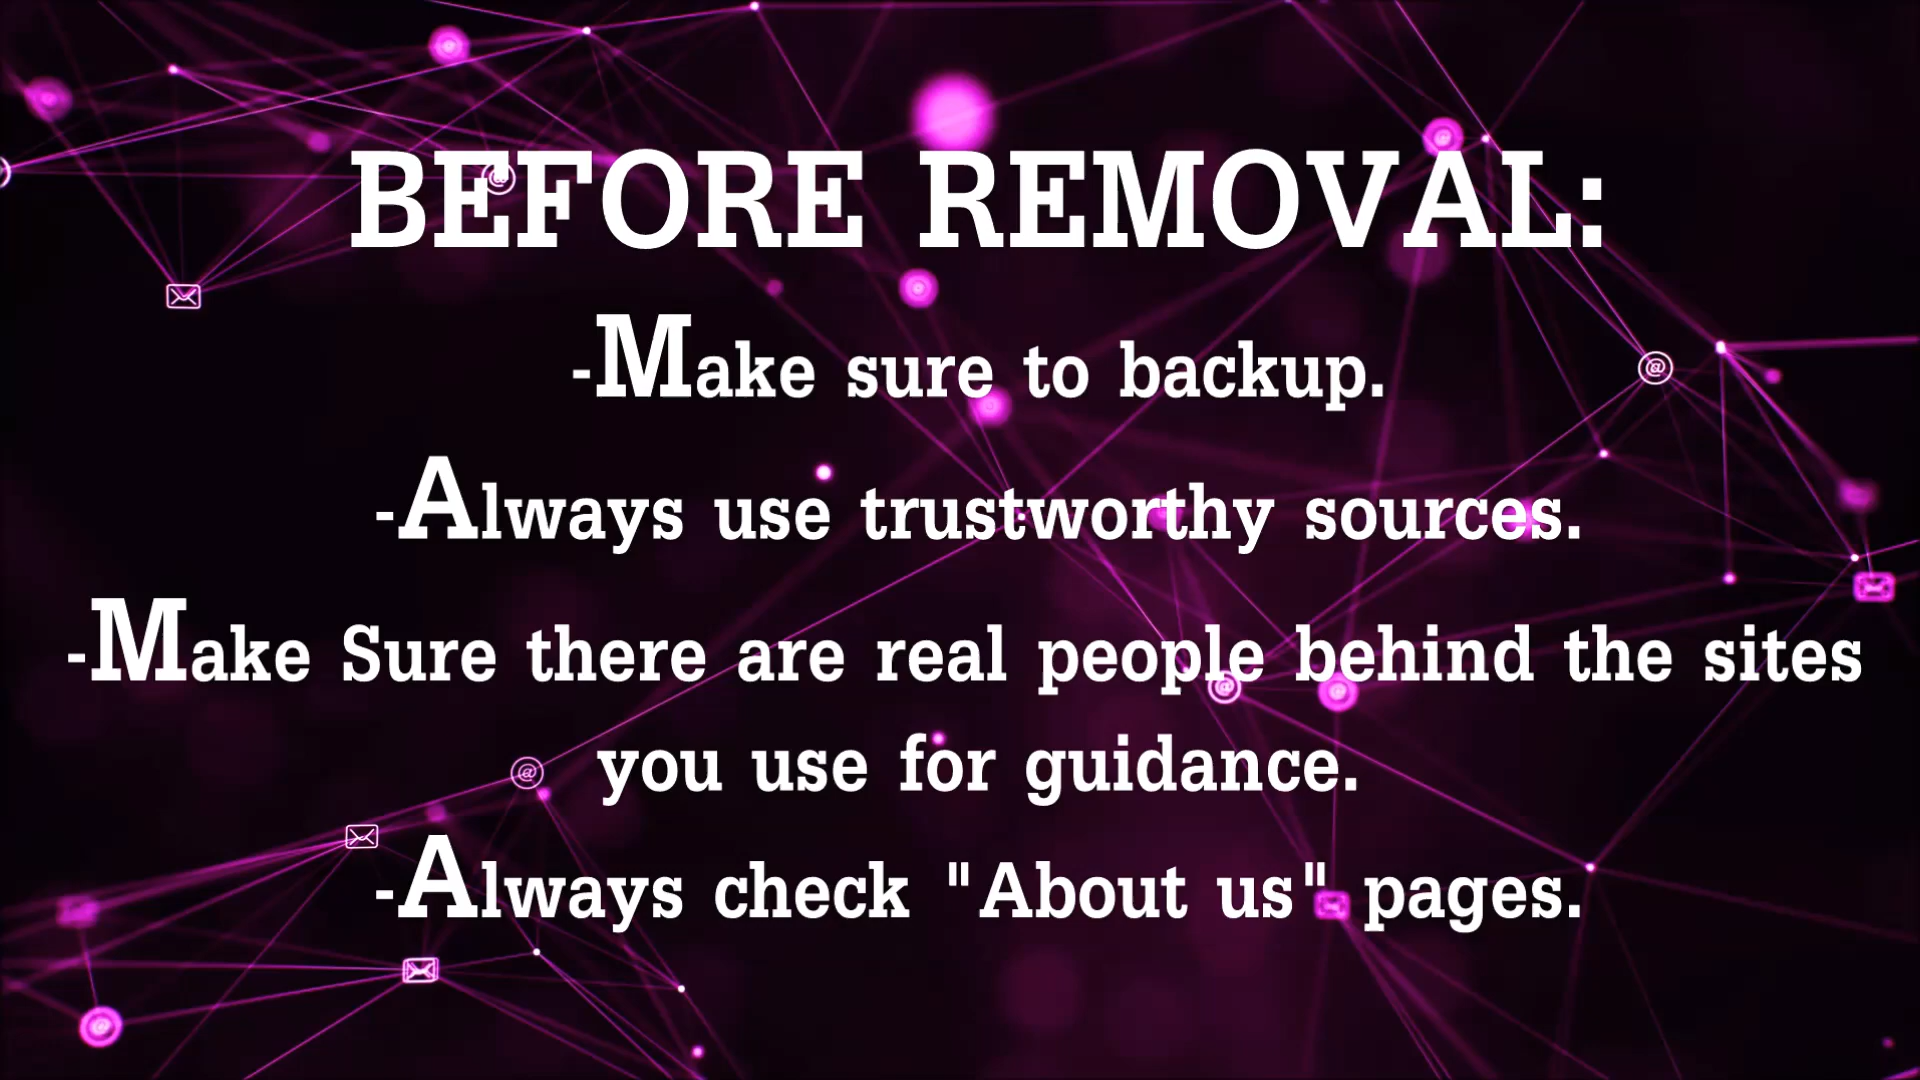 BEFORE REMOVAL:
-Make sure to backup.
-Always use trustworthy sources.
-Make Sure there are real people behind the sites
you use for guidance.
-Always check "About us" pages.